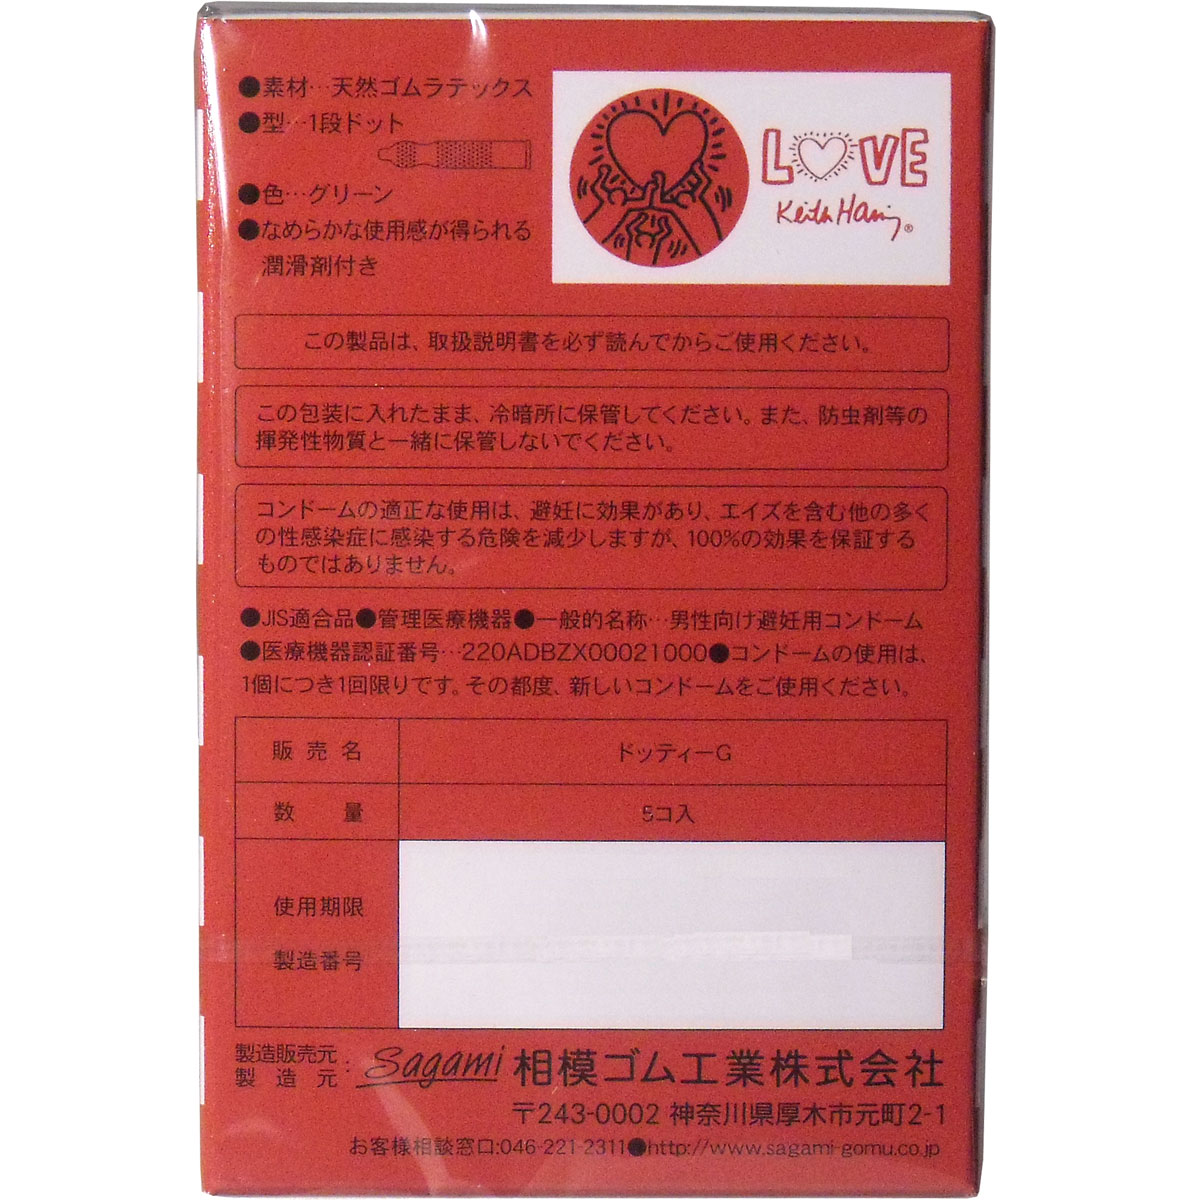 ●素材…天然ゴムラテックス
●型…1段ドット
●色…グリーン
●なめらかな使用感が得られる
潤滑剤付き
LOVE
Keith Haring ®
この製品は、取扱説明書を必ず読んでからご使用ください。
この包装に入れたまま、冷暗所に保管してください。また、防虫剤等の
揮発性物質と一緒に保管しないでください。
コンドームの適正な使用は、避妊に効果があり、エイズを含む他の多く
の性感染症に感染する危険を減少しますが、100%の効果を保証する
ものではありません。
●JIS適合品●管理医療機器●一般的名称…男性向け避妊用コンドーム
●医療機器認証番号…220ADBZX00021000●コンドームの使用は、
1個につき1回限りです。その都度、新しいコンドームをご使用ください。
販売名 ドッティーG
数量 5コ入
使用期限
製造番号
製造販売元
製造元 : Sagami 相模ゴム工業株式会社
〒243-0002 神奈川県厚木市元町2-1
お客様相談窓口:046-221-2311●http://www.sagami-gomu.co.jp